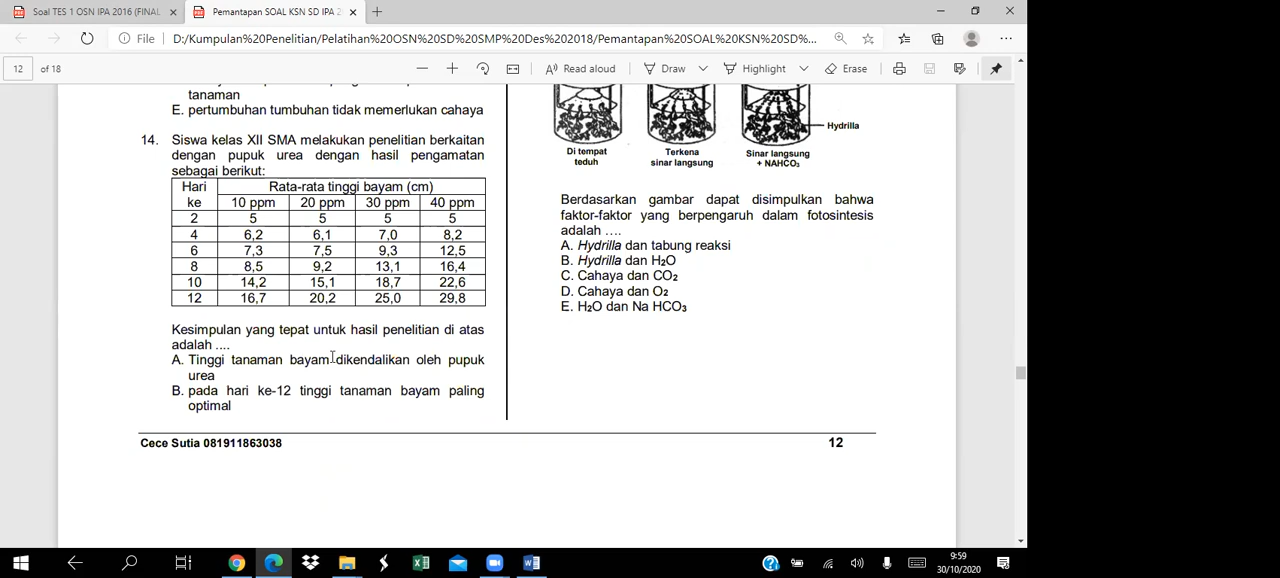 Soal TES 1 OSN IPA 2016 (FINAL
Pemantapan SOAL KSN SD IPA 2
File
D:/Kumpulan%20Penelitian/Pelatihan%20OSN%20SD%20SMP%20Des%202018/Pemantapan%20SOAL%20KSN%20SD%...
12 of 18
Read aloud
Draw
Highlight
Erase
tanaman
E. pertumbuhan tumbuhan tidak memerlukan cahaya
14. Siswa kelas XII SMA melakukan penelitian berkaitan
dengan pupuk urea dengan hasil pengamatan
sebagai berikut:
Hari ke
Rata-rata tinggi bayam (cm)
10 ppm 20 ppm 30 ppm 40 ppm
2 5 5 5 5
4 6,2 6,1 7,0 8,2
6 7,3 7,5 9,3 12,5
8 8,5 9,2 13,1 16,4
10 14,2 15,1 18,7 22,6
12 16,7 20,2 25,0 29,8
Kesimpulan yang tepat untuk hasil penelitian di atas
adalah ....
A. Tinggi tanaman bayam dikendalikan oleh pupuk
urea
B. pada hari ke-12 tinggi tanaman bayam paling
optimal
Hydrilla
Di tempat
teduh
Terkena
sinar langsung
Sinar langsung
+ NAHCO₃
Berdasarkan gambar dapat disimpulkan bahwa
faktor-faktor yang berpengaruh dalam fotosintesis
adalah ....
A. Hydrilla dan tabung reaksi
B. Hydrilla dan H₂O
C. Cahaya dan CO₂
D. Cahaya dan O₂
E. H₂O dan Na HCO₃
Cece Sutia 081911863038
12
9:59
30/10/2020